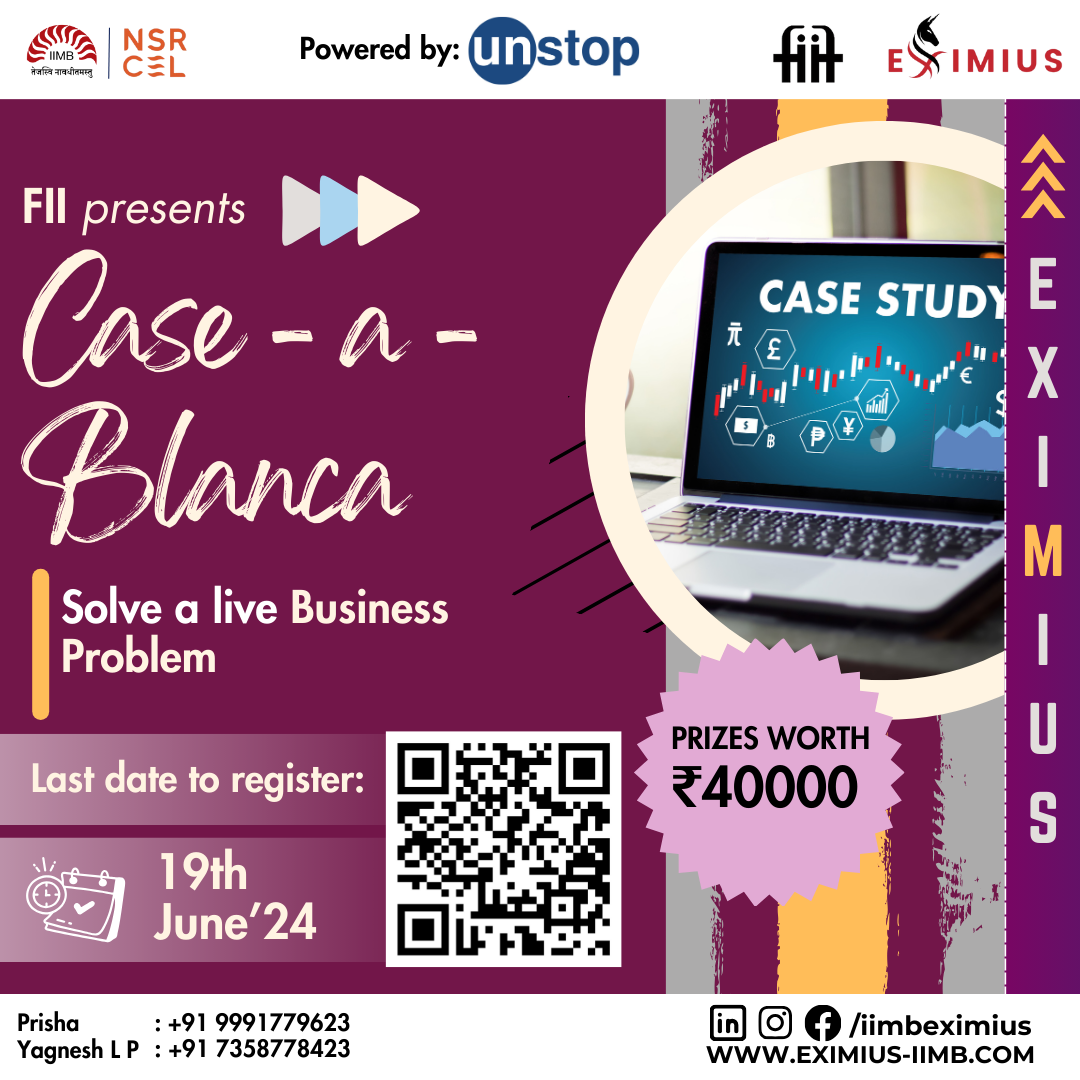 IIMB
तेजस्वि नावधीतमस्तु
NSR
CEL
Powered by: unstop
FII
EXIMIUS
FII presents
Case - a -
Blanca
Solve a live Business
Problem
CASE STUDY
£
€
$
¥
₱
฿
Last date to register:
19th
June’24
PRIZES WORTH
₹40000
EXIMIUS
Prisha : +91 9991779623
Yagnesh L P : +91 7358778423
in /iimbeximius
WWW.EXIMIUS-IIMB.COM